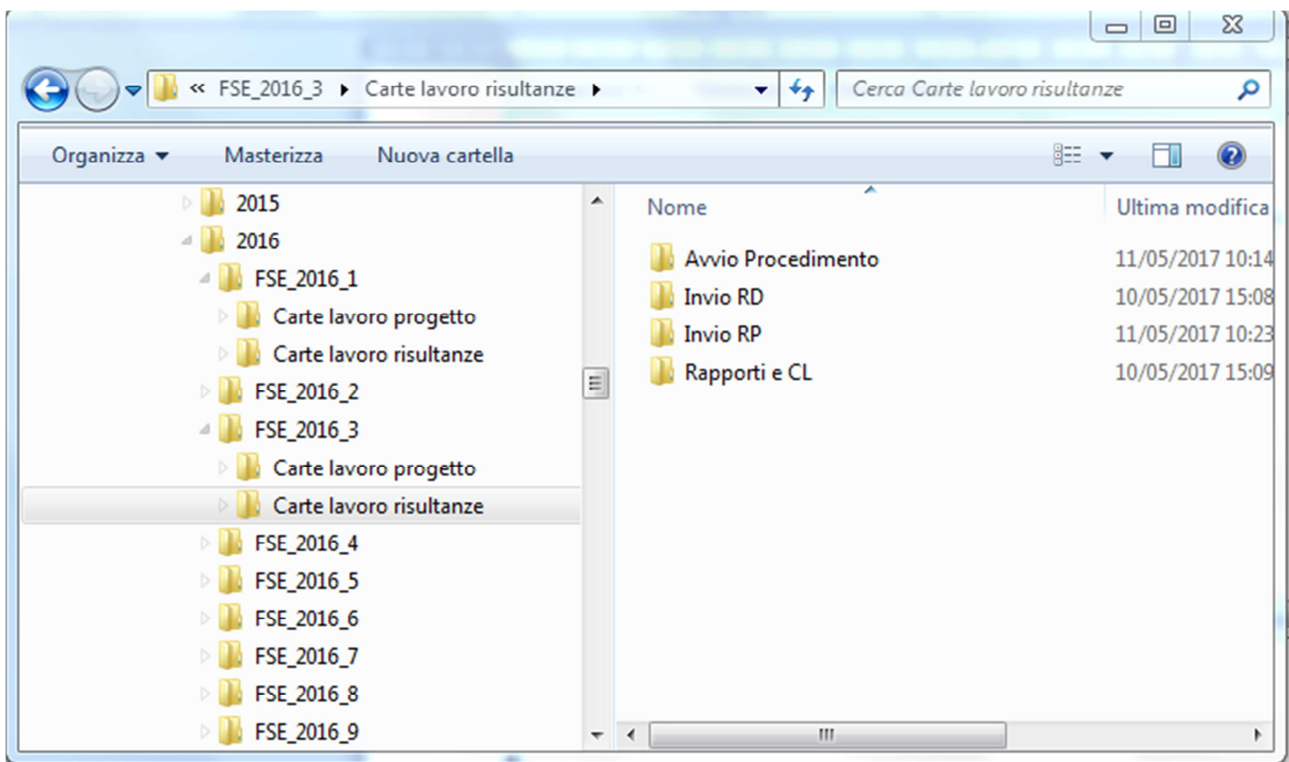 « FSE_2016_3 ▸ Carte lavoro risultanze ▸ Cerca Carte lavoro risultanze
Organizza ▾ Masterizza Nuova cartella
2015
2016
FSE_2016_1
Carte lavoro progetto
Carte lavoro risultanze
FSE_2016_2
FSE_2016_3
Carte lavoro progetto
Carte lavoro risultanze
FSE_2016_4
FSE_2016_5
FSE_2016_6
FSE_2016_7
FSE_2016_8
FSE_2016_9
Nome Ultima modifica
Avvio Procedimento 11/05/2017 10:14
Invio RD 10/05/2017 15:08
Invio RP 11/05/2017 10:23
Rapporti e CL 10/05/2017 15:09